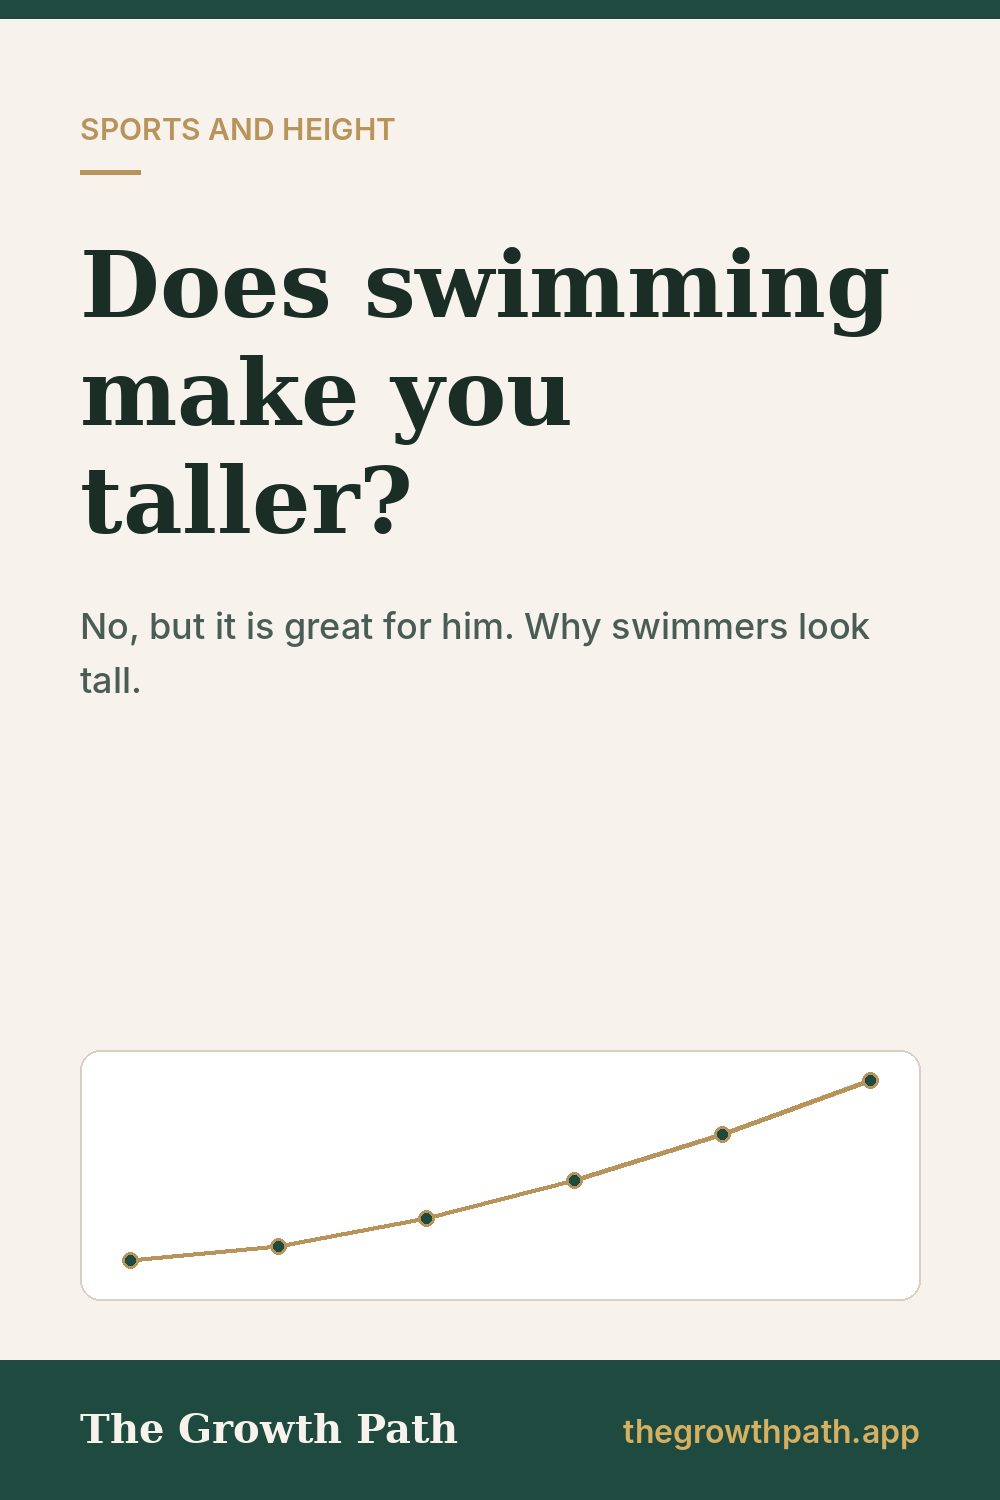 SPORTS AND HEIGHT
Does swimming
make you
taller?
No, but it is great for him. Why swimmers look
tall.
The Growth Path
thegrowthpath.app